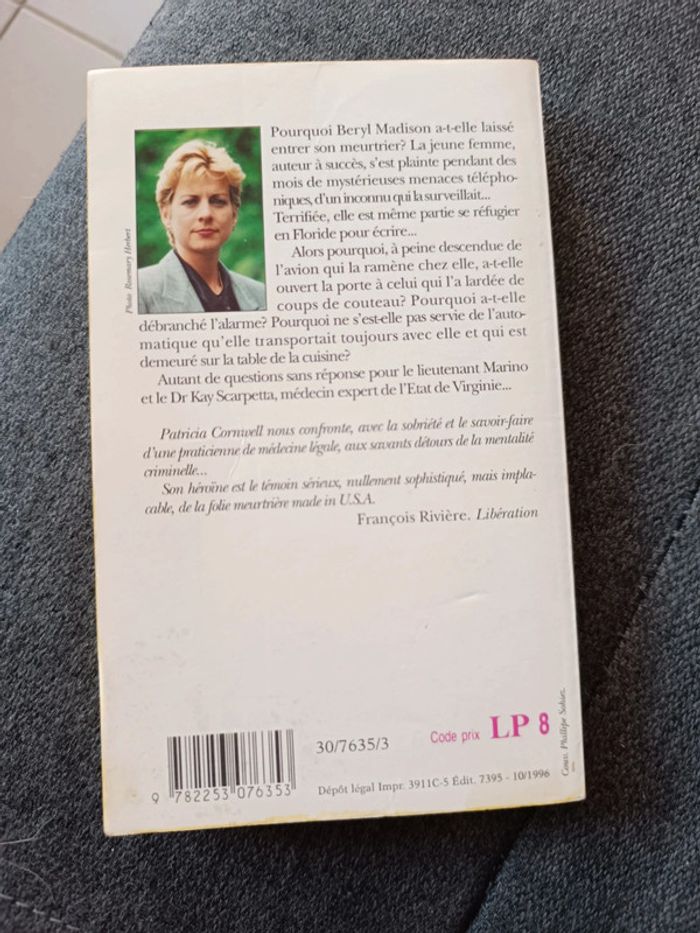 Pourquoi Beryl Madison a-t-elle laissé
entrer son meurtrier? La jeune femme,
auteur à succès, s'est plainte pendant des
mois de mystérieuses menaces télépho-
niques, d'un inconnu qui la surveillait...
Terrifiée, elle est même partie se réfugier
en Floride pour écrire...
Alors pourquoi, à peine descendue de
l'avion qui la ramène chez elle, a-t-elle
ouvert la porte à celui qui l'a lardée de
coups de couteau? Pourquoi a-t-elle
débranché l'alarme? Pourquoi ne s'est-elle pas servie de l'auto-
matique qu'elle transportait toujours avec elle et qui est
demeuré sur la table de la cuisine?
Autant de questions sans réponse pour le lieutenant Marino
et le Dr Kay Scarpetta, médecin expert de l'Etat de Virginie...
Photo Rosemary Herbert
Patricia Cornwell nous confronte, avec la sobriété et le savoir-faire
d'une praticienne de médecine légale, aux savants détours de la mentalité
criminelle...
Son héroïne est le témoin sérieux, nullement sophistiqué, mais impla-
cable, de la folie meurtrière made in U.S.A.
François Rivière. Libération
30/7635/3
Code prix LP 8
9 782253 076353
Dépôt légal Impr. 3911C-5 Édit. 7395 - 10/1996
Couv. Phillipe Sohiez.